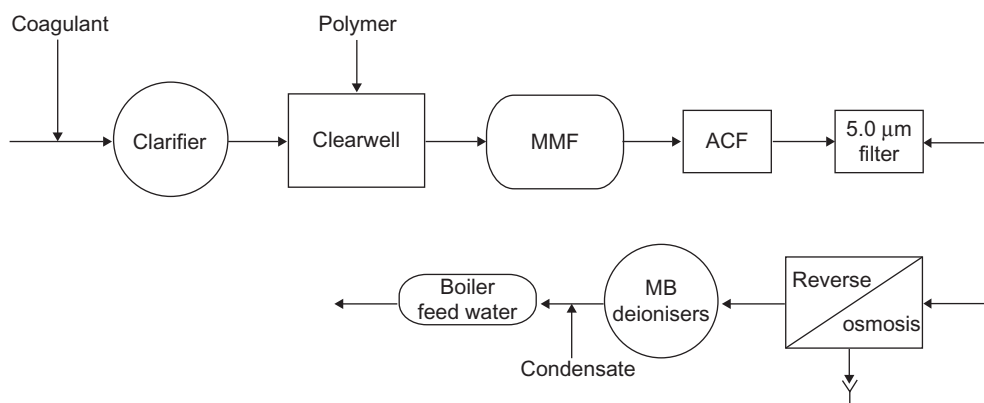 Coagulant
Polymer
Clarifier
Clearwell
MMF
ACF
5.0 μm
filter
Boiler
feed water
MB
deionisers
Reverse
osmosis
Condensate